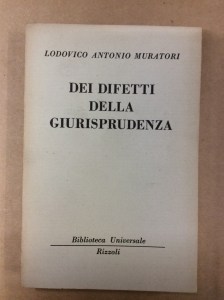 LODOVICO ANTONIO MURATORI
DEI DIFETTI
DELLA
GIURISPRUDENZA
Biblioteca Universale
Rizzoli